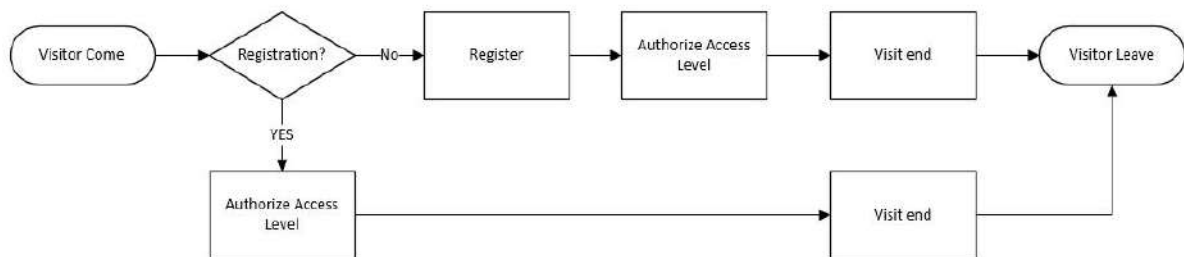 Visitor Come
Registration?
No
Register
Authorize Access
Level
Visit end
Visitor Leave
YES
Authorize Access
Level
Visit end